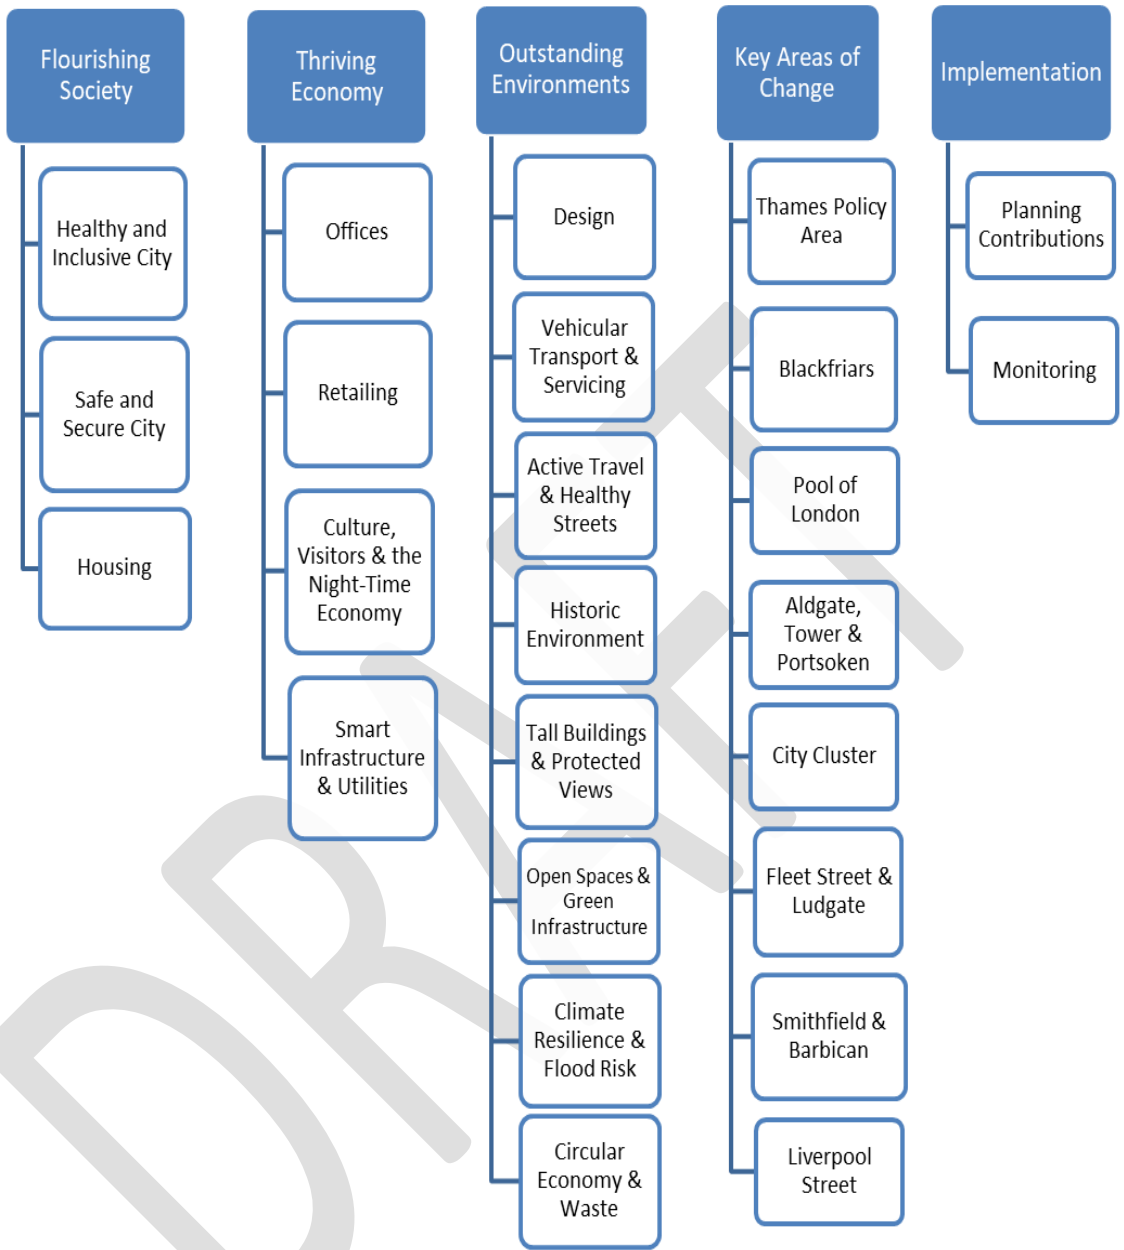 Flourishing
Society
Healthy and
Inclusive City
Safe and
Secure City
Housing
Thriving
Economy
Offices
Retailing
Culture,
Visitors & the
Night-Time
Economy
Smart
Infrastructure
& Utilities
Outstanding
Environments
Design
Vehicular
Transport &
Servicing
Active Travel
& Healthy
Streets
Historic
Environment
Tall Buildings
& Protected
Views
Open Spaces &
Green
Infrastructure
Climate
Resilience &
Flood Risk
Circular
Economy &
Waste
Key Areas of
Change
Thames Policy
Area
Blackfriars
Pool of
London
Aldgate,
Tower &
Portsoken
City Cluster
Fleet Street &
Ludgate
Smithfield &
Barbican
Liverpool
Street
Implementation
Planning
Contributions
Monitoring
DRAFT